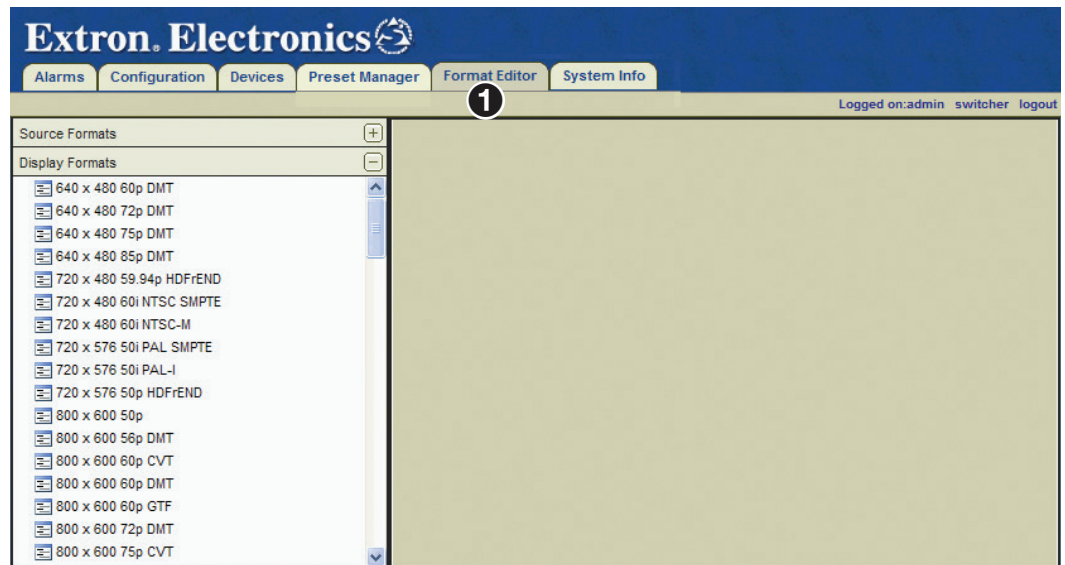 Extron® Electronics
Alarms Configuration Devices Preset Manager Format Editor System Info
1
Logged on:admin switcher logout
Source Formats
Display Formats
640 x 480 60p DMT
640 x 480 72p DMT
640 x 480 75p DMT
640 x 480 85p DMT
720 x 480 59.94p HDFrEND
720 x 480 60i NTSC SMPTE
720 x 480 60i NTSC-M
720 x 576 50i PAL SMPTE
720 x 576 50i PAL-I
720 x 576 50p HDFrEND
800 x 600 50p
800 x 600 56p DMT
800 x 600 60p CVT
800 x 600 60p DMT
800 x 600 60p GTF
800 x 600 72p DMT
800 x 600 75p CVT